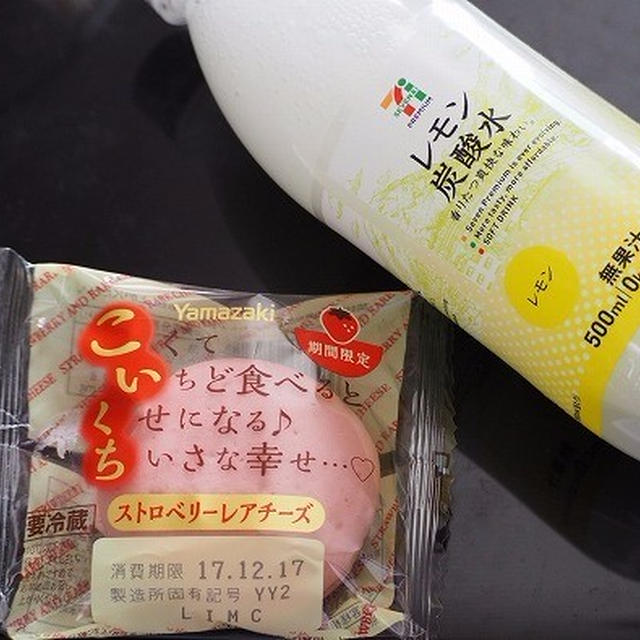 SEVEN PREMIUM
レモン
炭酸水
香りたつ爽快な味わい。
Seven Premium is ever evolving.
More tasty, more affordable.
SOFT DRINK
レモン
無果汁
500ml
Yamazaki
期間限定
こくて
いちど食べると
くせになる♪
ちいさな幸せ…♡
ストロベリーレアチーズ
要冷蔵
消費期限 17.12.17
製造所固有記号 YY2
LIMC